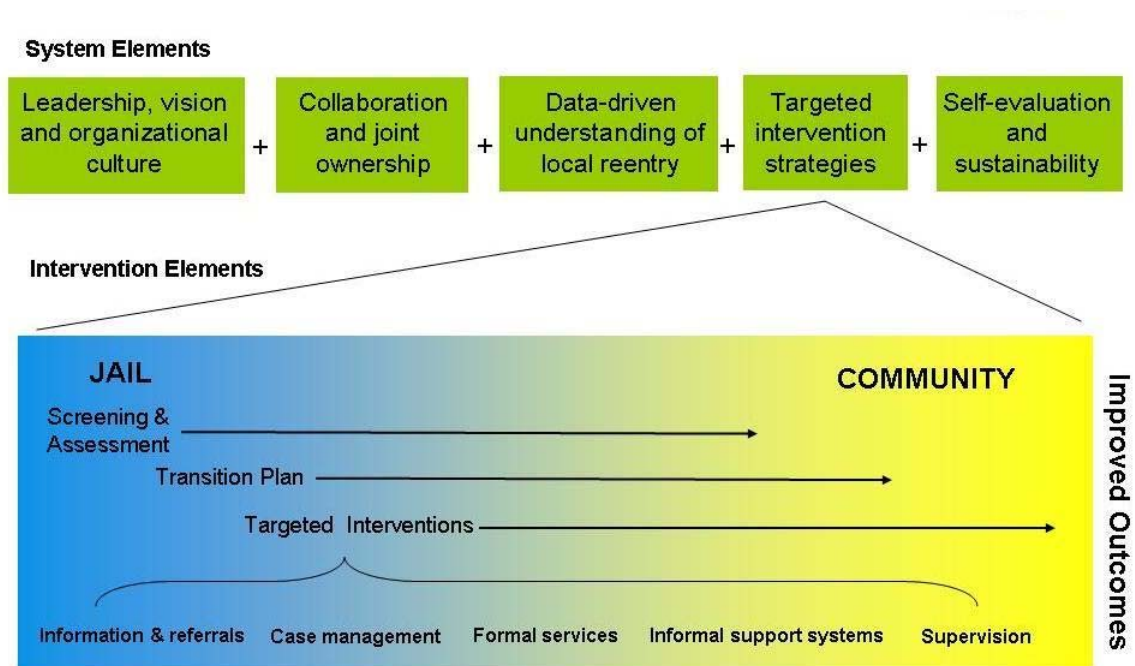 System Elements
Leadership, vision
and organizational
culture
+
Collaboration
and joint
ownership
+
Data-driven
understanding of
local reentry
+
Targeted
intervention
strategies
+
Self-evaluation
and
sustainability
Intervention Elements
JAIL
COMMUNITY
Screening &
Assessment
Transition Plan
Targeted Interventions
Information & referrals
Case management
Formal services
Informal support systems
Supervision
Improved Outcomes